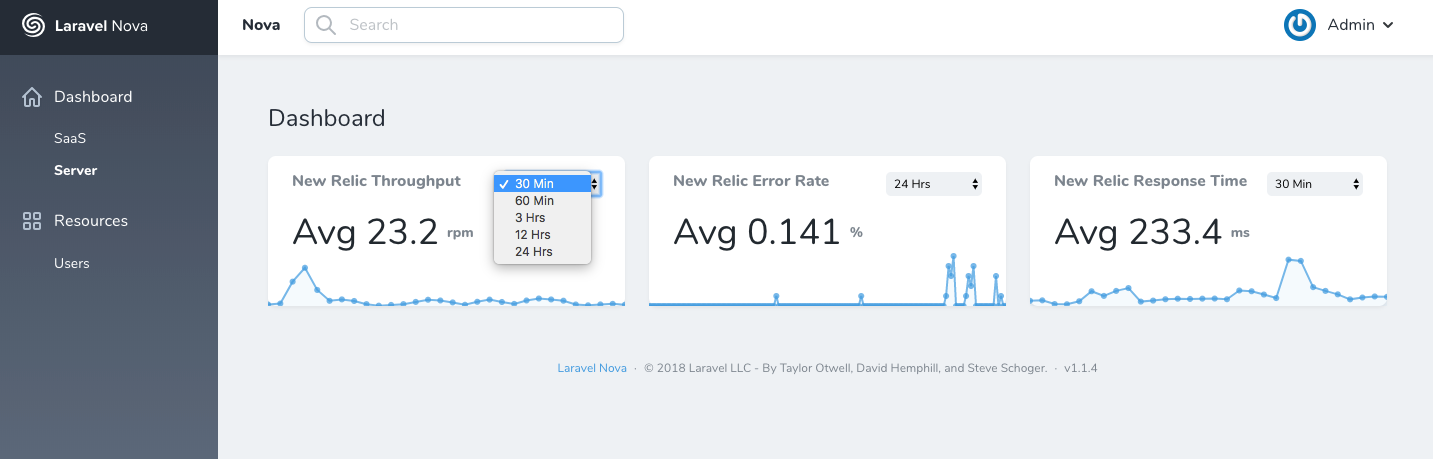 Laravel Nova
Nova
Search
Admin
Dashboard
SaaS
Server
Resources
Users
Dashboard
New Relic Throughput
30 Min
60 Min
3 Hrs
12 Hrs
24 Hrs
Avg 23.2 rpm
New Relic Error Rate
24 Hrs
Avg 0.141 %
New Relic Response Time
30 Min
Avg 233.4 ms
Laravel Nova · © 2018 Laravel LLC - By Taylor Otwell, David Hemphill, and Steve Schoger. · v1.1.4